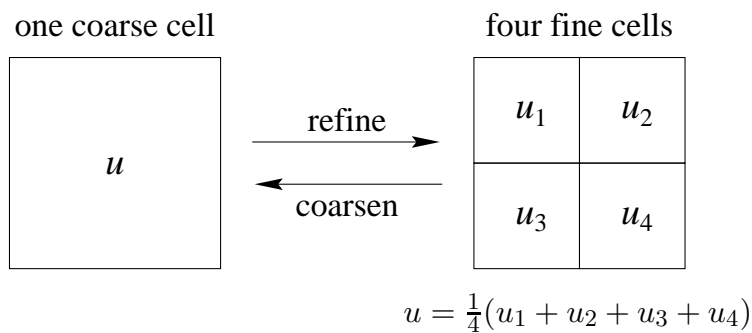 one coarse cell
four fine cells
u
refine
coarsen
u₁ u₂
u₃ u₄
u = ¼(u₁ + u₂ + u₃ + u₄)